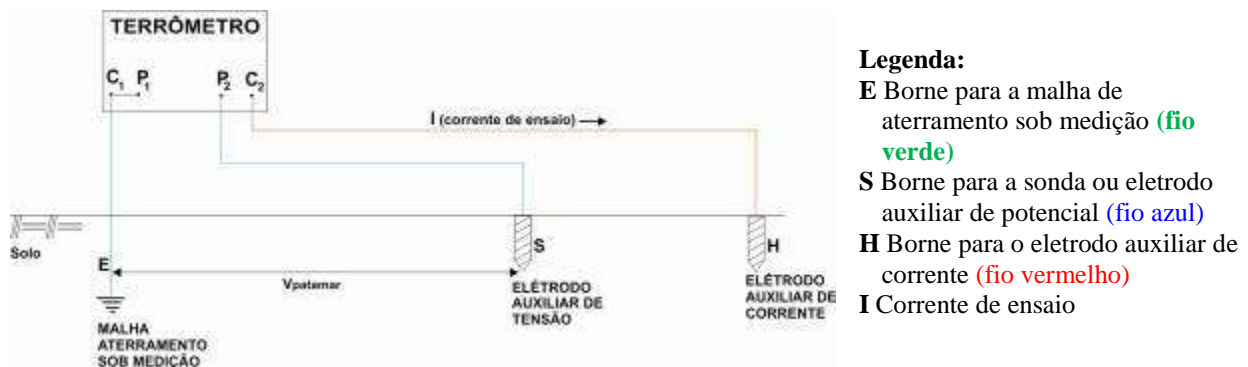 TERRÔMETRO
C1 P1 P2 C2
I (corrente de ensaio)
Solo
E
S
H
Vpatamar
ELÉTRODO
AUXILIAR DE
TENSÃO
ELÉTRODO
AUXILIAR DE
CORRENTE
MALHA
ATERRAMENTO
SOB MEDIÇÃO
Legenda:
E Borne para a malha de
aterramento sob medição (fio
verde)
S Borne para a sonda ou eletrodo
auxiliar de potencial (fio azul)
H Borne para o eletrodo auxiliar de
corrente (fio vermelho)
I Corrente de ensaio